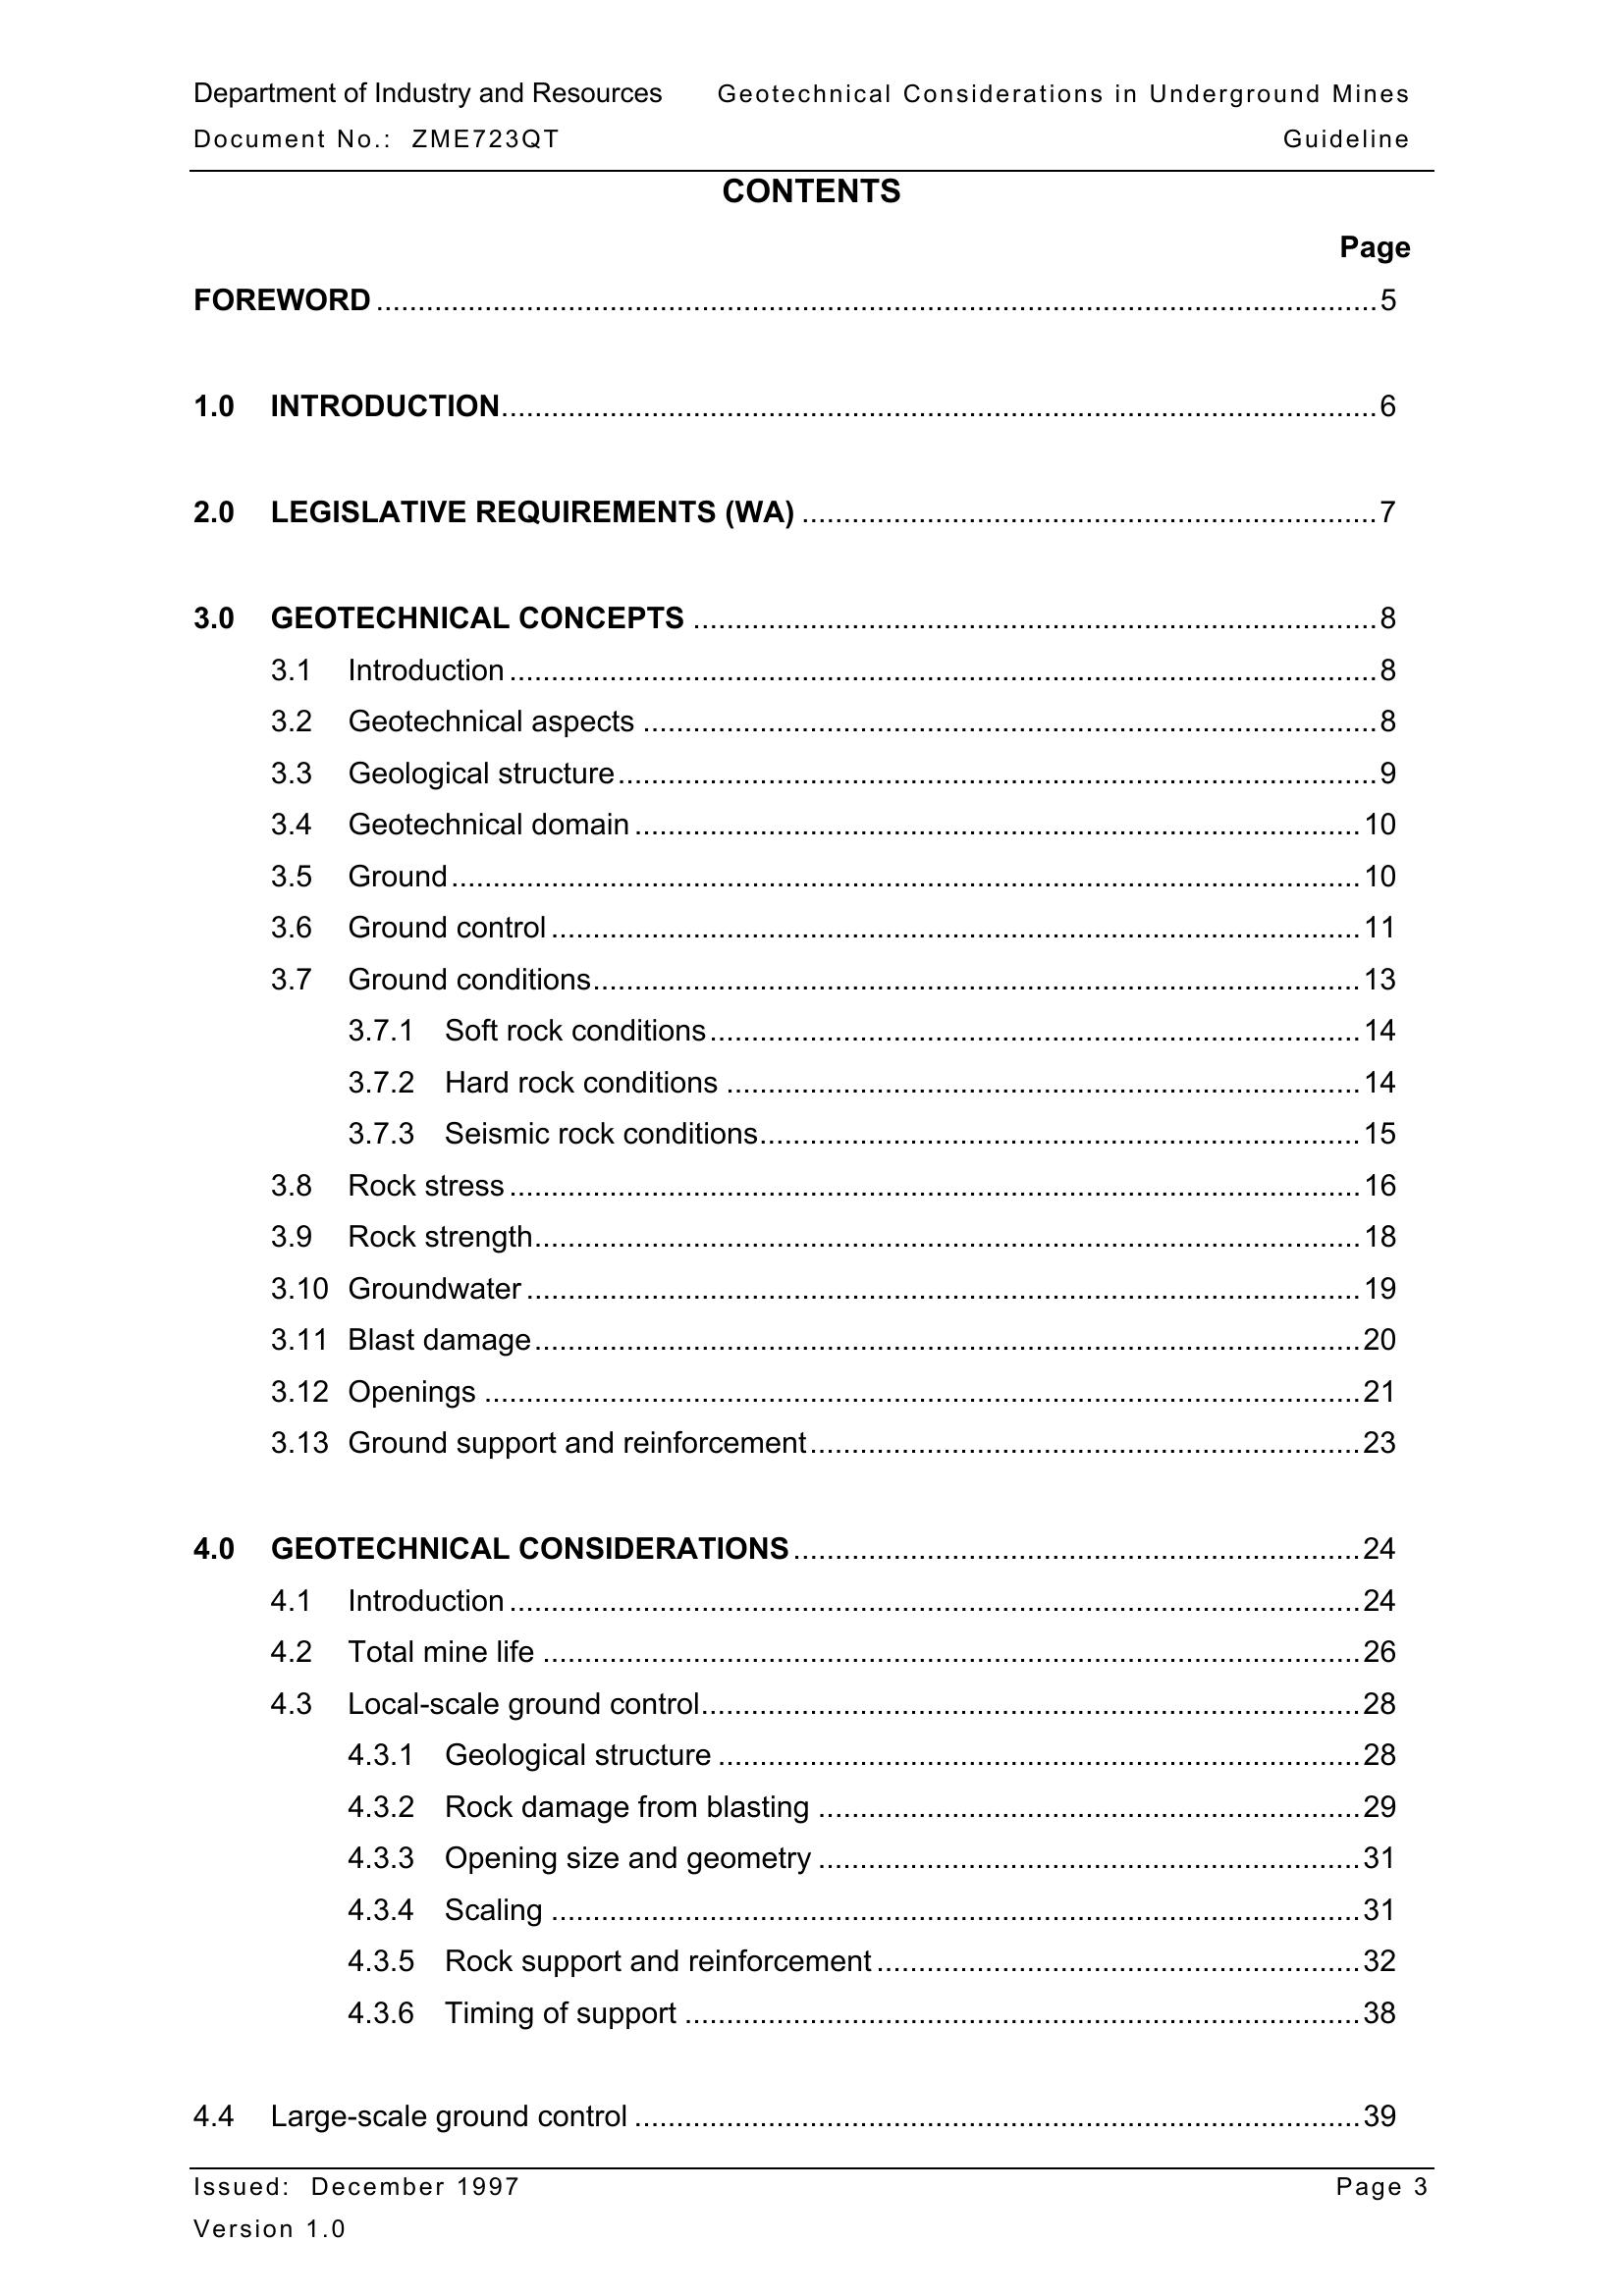 Department of Industry and Resources Geotechnical Considerations in Underground Mines
Document No.: ZME723QT Guideline
CONTENTS
Page
FOREWORD ........ 5
1.0 INTRODUCTION ........ 6
2.0 LEGISLATIVE REQUIREMENTS (WA) ........ 7
3.0 GEOTECHNICAL CONCEPTS ........ 8
3.1 Introduction ........ 8
3.2 Geotechnical aspects ........ 8
3.3 Geological structure ........ 9
3.4 Geotechnical domain ........ 10
3.5 Ground ........ 10
3.6 Ground control ........ 11
3.7 Ground conditions ........ 13
3.7.1 Soft rock conditions ........ 14
3.7.2 Hard rock conditions ........ 14
3.7.3 Seismic rock conditions ........ 15
3.8 Rock stress ........ 16
3.9 Rock strength ........ 18
3.10 Groundwater ........ 19
3.11 Blast damage ........ 20
3.12 Openings ........ 21
3.13 Ground support and reinforcement ........ 23
4.0 GEOTECHNICAL CONSIDERATIONS ........ 24
4.1 Introduction ........ 24
4.2 Total mine life ........ 26
4.3 Local-scale ground control ........ 28
4.3.1 Geological structure ........ 28
4.3.2 Rock damage from blasting ........ 29
4.3.3 Opening size and geometry ........ 31
4.3.4 Scaling ........ 31
4.3.5 Rock support and reinforcement ........ 32
4.3.6 Timing of support ........ 38
4.4 Large-scale ground control ........ 39
Issued: December 1997 Page 3
Version 1.0